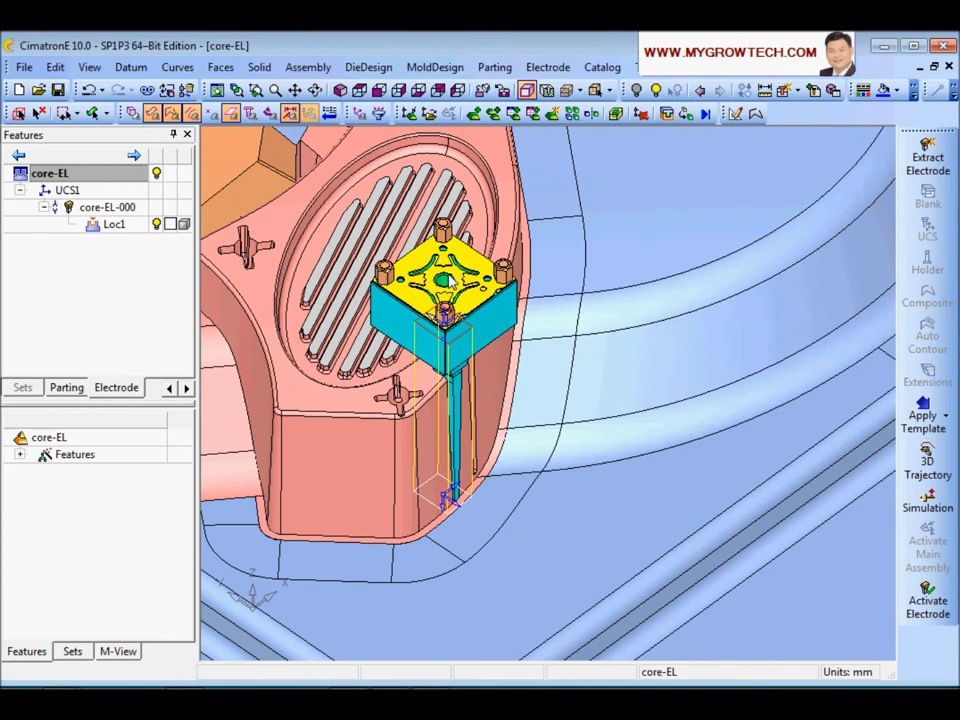 CimatronE 10.0 - SP1P3 64–Bit Edition - [core-EL]
WWW.MYGROWTECH.COM
File Edit View Datum Curves Faces Solid Assembly DieDesign MoldDesign Parting Electrode Catalog
Features
core-EL
UCS1
core-EL-000
Loc1
Sets Parting Electrode
core-EL
Features
Features Sets M-View
Z
X
Extract
Electrode
Blank
UCS
Holder
Composite
Auto
Contour
Extensions
Apply
Template
3D
Trajectory
Simulation
Activate
Main
Assembly
Activate
Electrode
core-EL
Units: mm